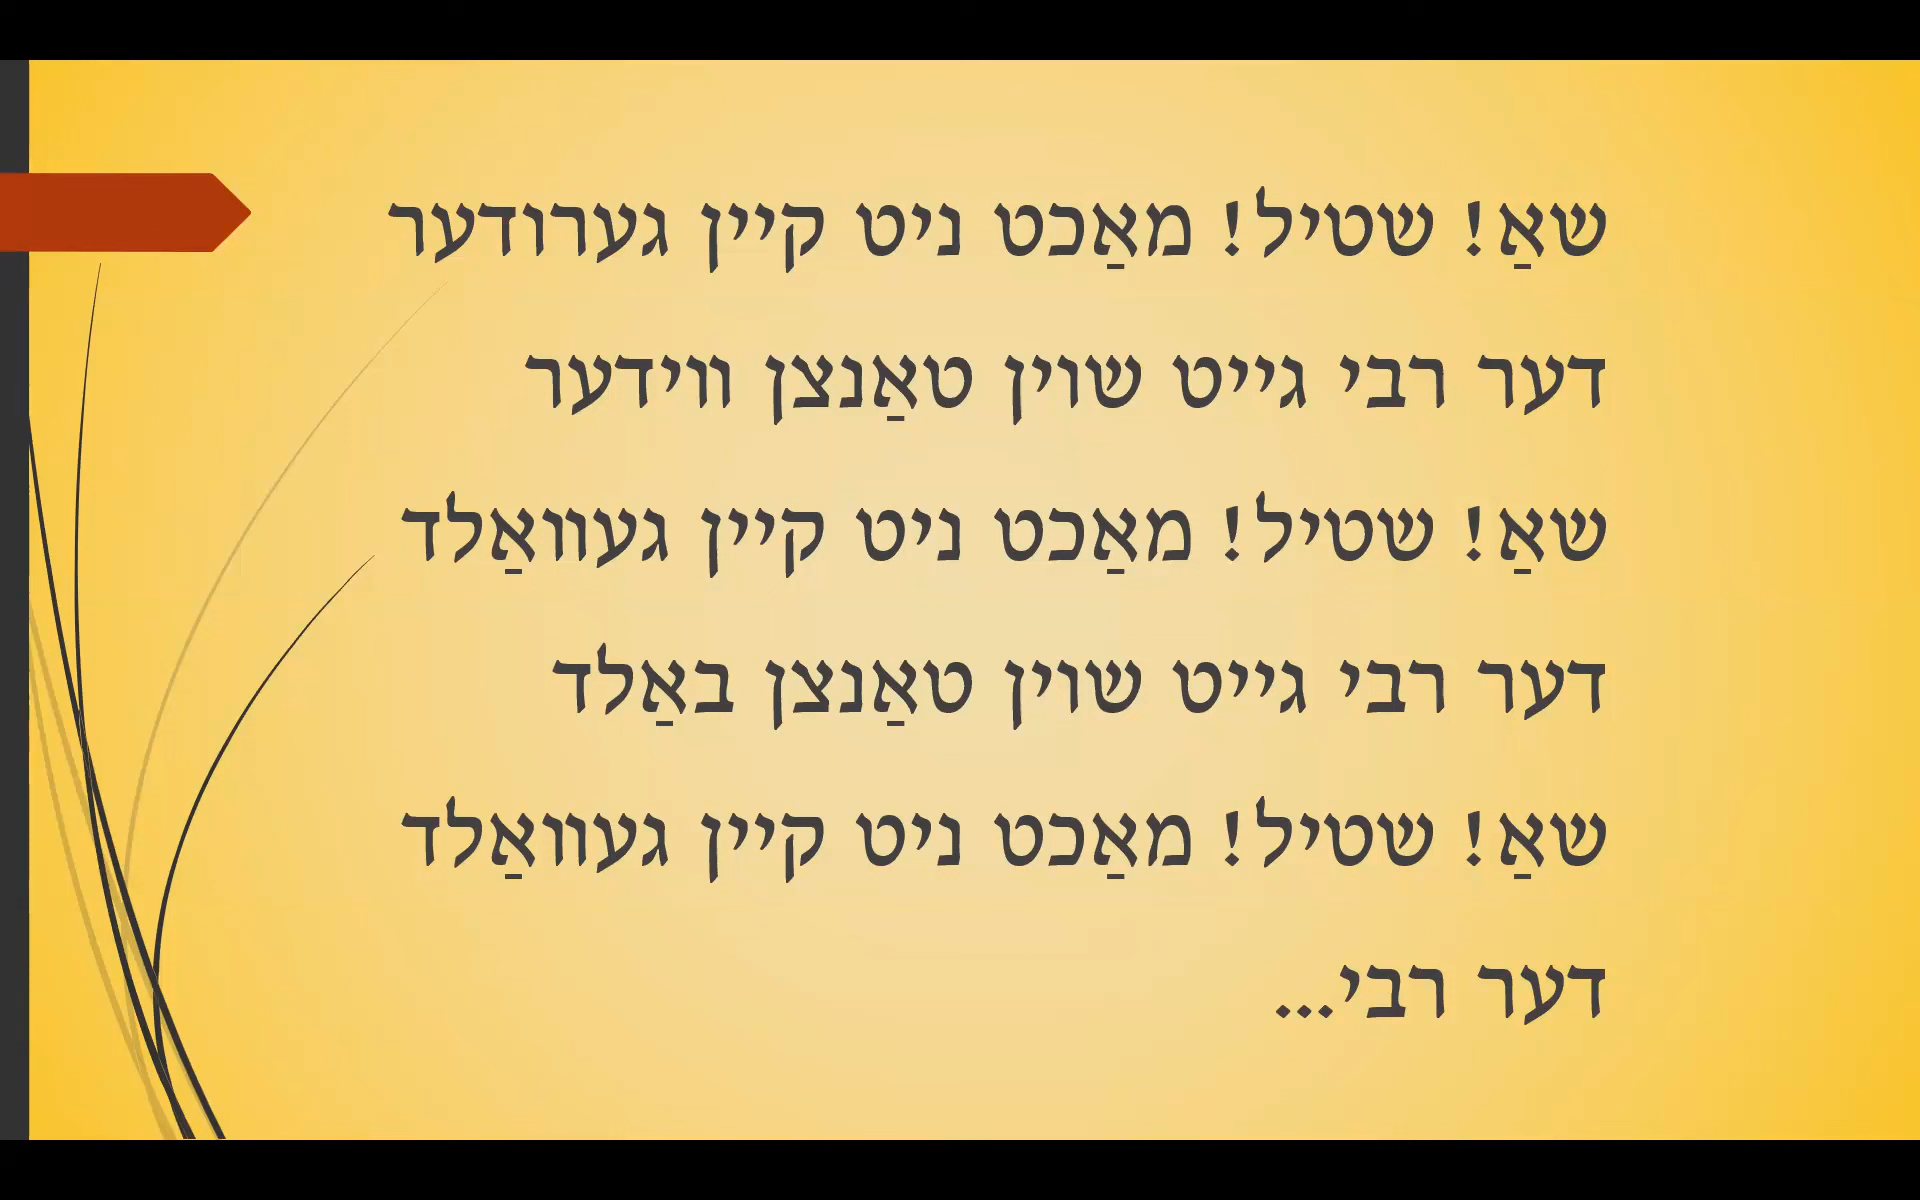 שאַ! שטיל! מאַכט ניט קיין גערודער
דער רבי גייט שוין טאַנצן ווידער
שאַ! שטיל! מאַכט ניט קיין געוואַלד
דער רבי גייט שוין טאַנצן באַלד
שאַ! שטיל! מאַכט ניט קיין געוואַלד
דער רבי...